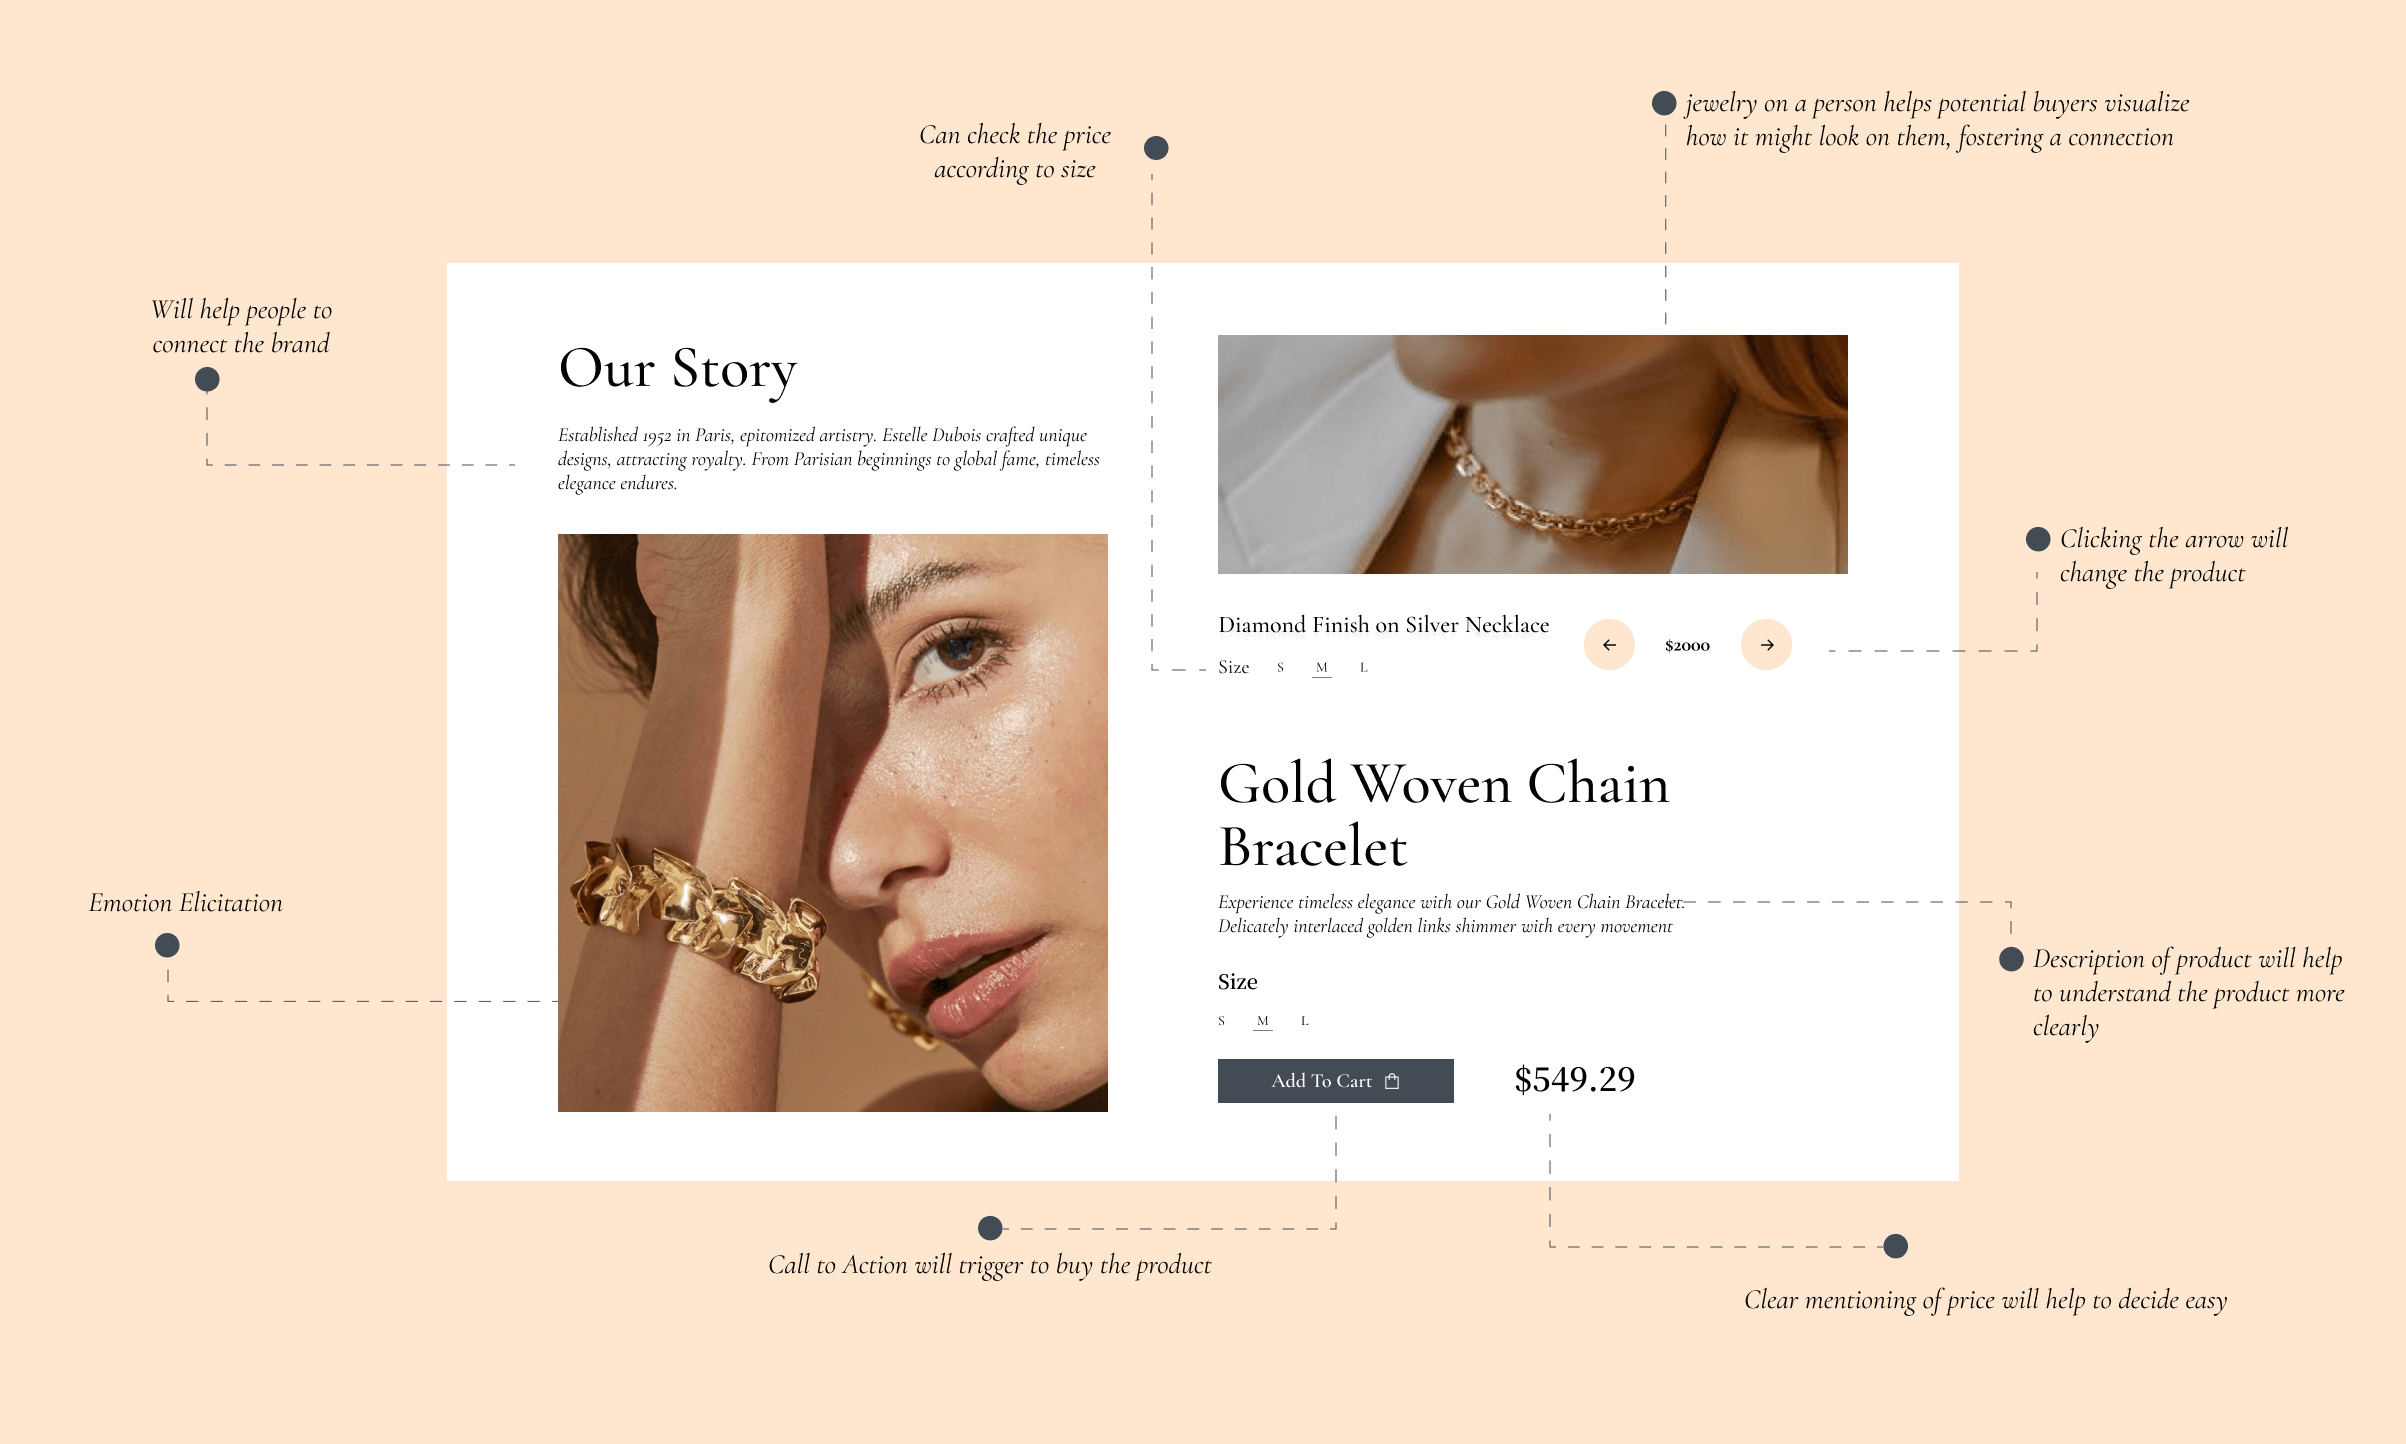 jewelry on a person helps potential buyers visualize
how it might look on them, fostering a connection
Can check the price
according to size
Will help people to
connect the brand
Our Story
Established 1952 in Paris, epitomized artistry. Estelle Dubois crafted unique
designs, attracting royalty. From Parisian beginnings to global fame, timeless
elegance endures.
Clicking the arrow will
change the product
Diamond Finish on Silver Necklace
Size S M L
$2000
Gold Woven Chain
Bracelet
Experience timeless elegance with our Gold Woven Chain Bracelet.
Delicately interlaced golden links shimmer with every movement
Emotion Elicitation
Description of product will help
to understand the product more
clearly
Size
S M L
Add To Cart
$549.29
Call to Action will trigger to buy the product
Clear mentioning of price will help to decide easy